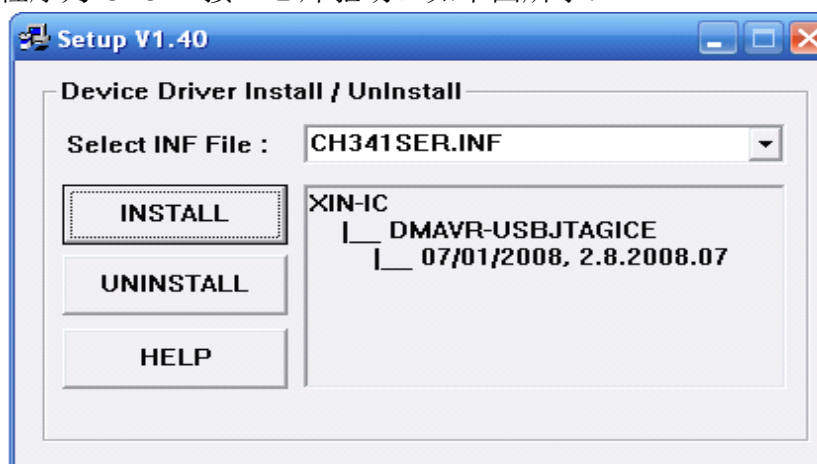 Setup V1.40
Device Driver Install / UnInstall
Select INF File : CH341SER.INF
INSTALL
UNINSTALL
HELP
XIN-IC
|__ DMAVR-USBJTAGICE
|__ 07/01/2008, 2.8.2008.07